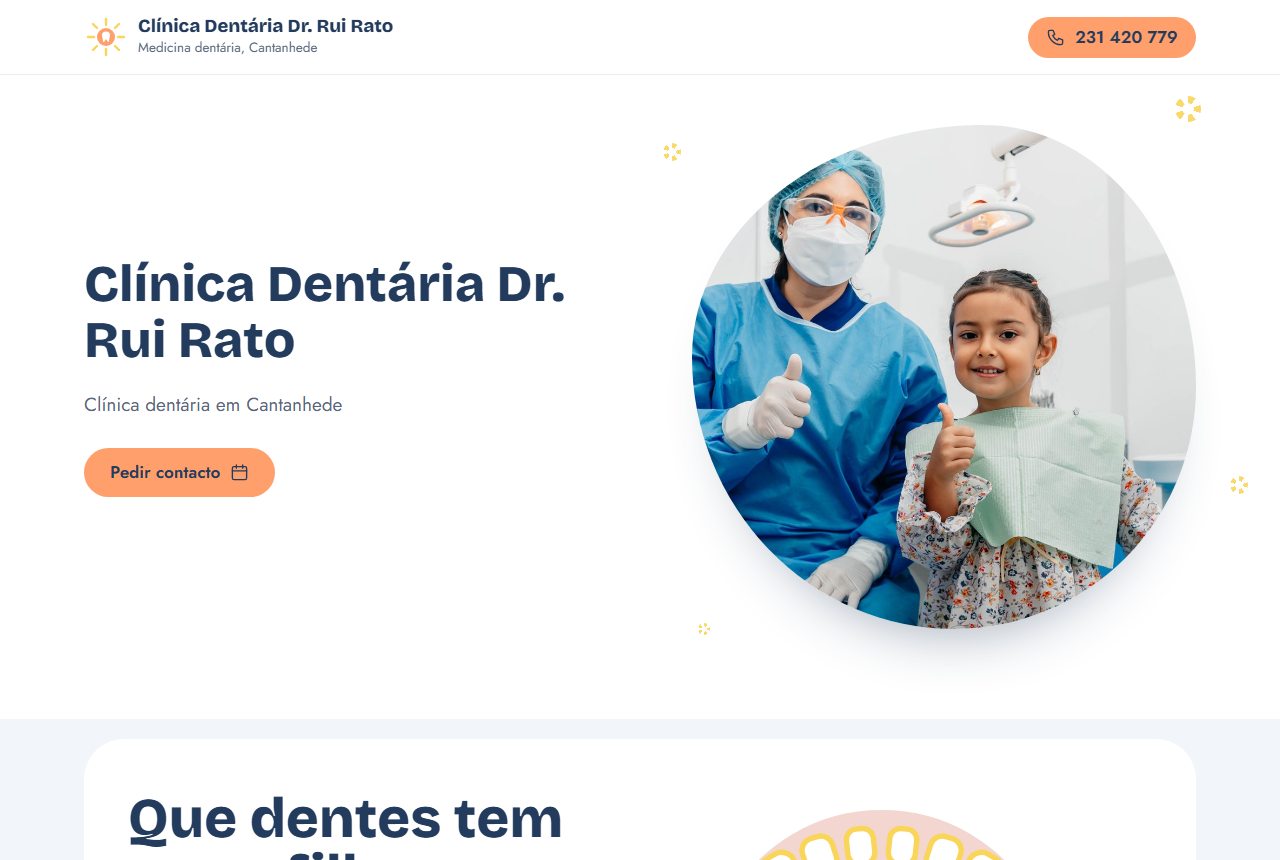 Clínica Dentária Dr. Rui Rato
Medicina dentária, Cantanhede
231 420 779
Clínica Dentária Dr.
Rui Rato
Clínica dentária em Cantanhede
Pedir contacto
Que dentes tem